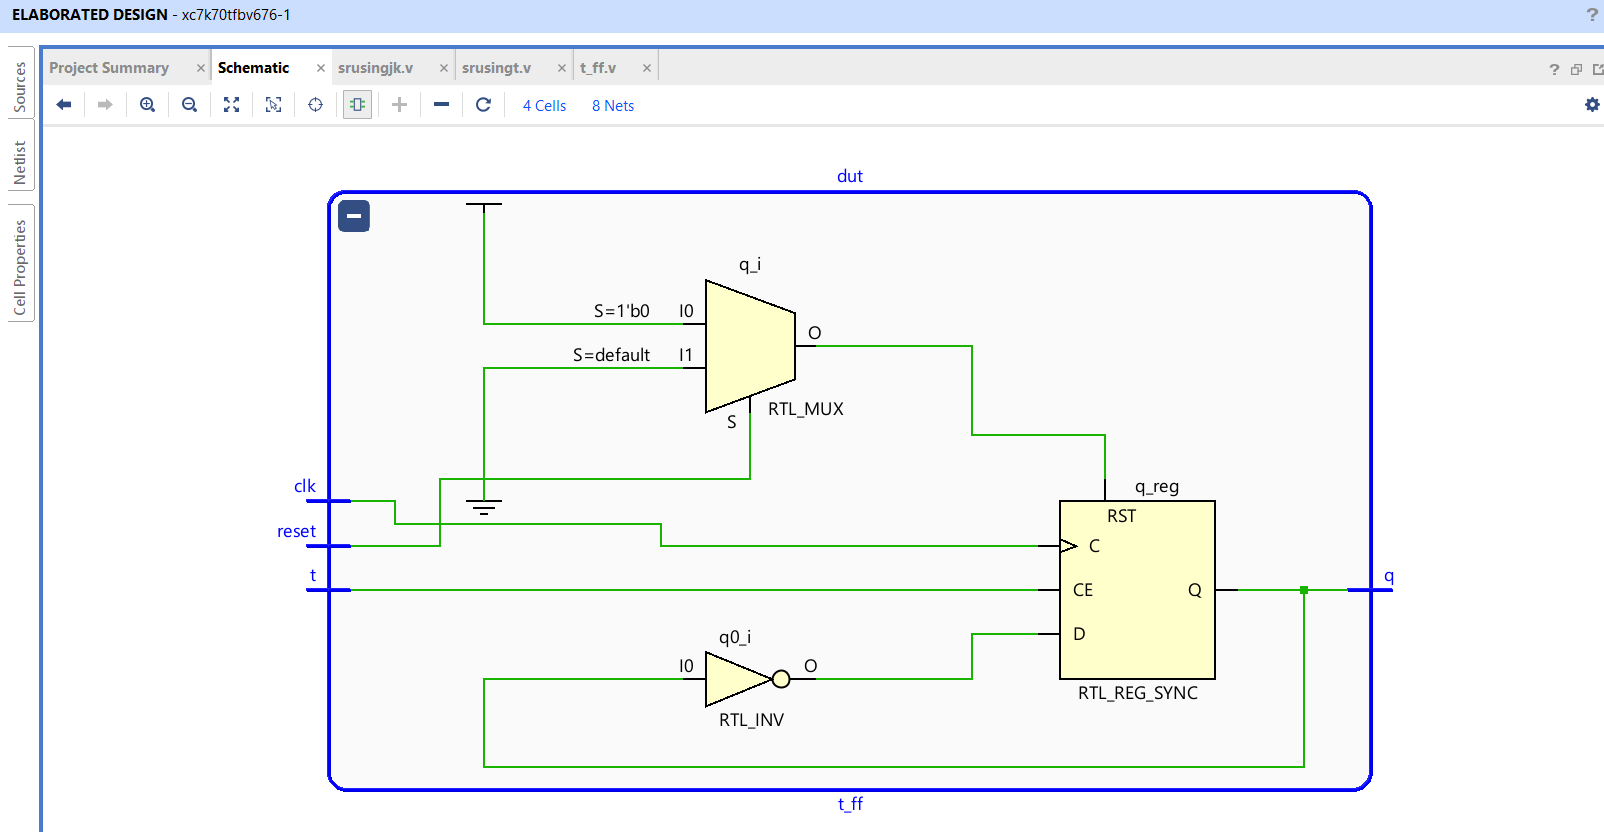 ELABORATED DESIGN - xc7k70tfbv676-1
?
Sources
Netlist
Cell Properties
Project Summary ×
Schematic ×
srusingjk.v ×
srusingt.v ×
t_ff.v ×
?
4 Cells
8 Nets
dut
q_i
S=1'b0 I0
O
S=default I1
RTL_MUX
S
clk
q_reg
RST
reset
C
t
CE
Q
q
D
q0_i
I0
O
RTL_REG_SYNC
RTL_INV
t_ff